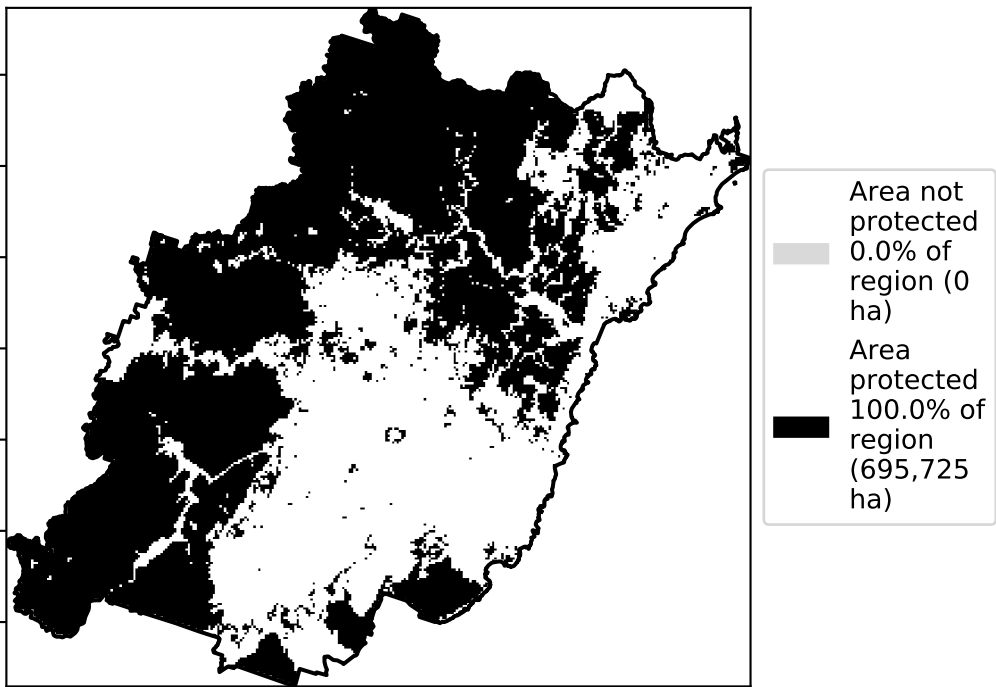 Area not
protected
0.0% of
region (0
ha)
Area
protected
100.0% of
region
(695,725
ha)